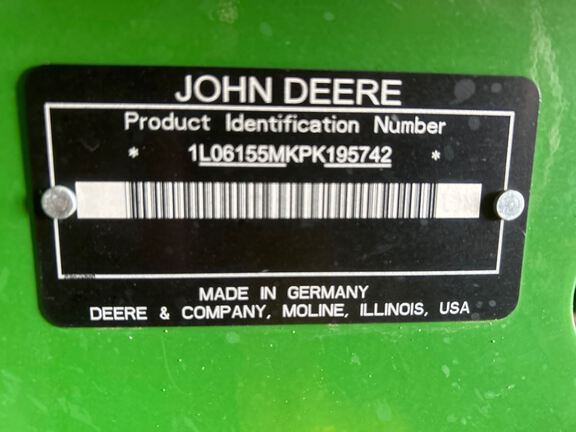 JOHN DEERE
Product Identification Number
* 1L06155MKPK195742 *
MADE IN GERMANY
DEERE & COMPANY, MOLINE, ILLINOIS, USA